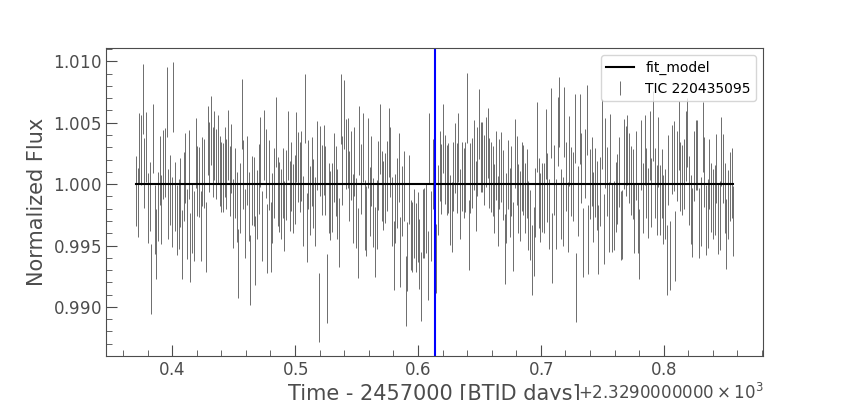 1.010
1.005
1.000
0.995
0.990
Normalized Flux
fit_model
TIC 220435095
0.4
0.5
0.6
0.7
0.8
Time - 2457000 [BTJD days]
+2.3290000000 × 10³